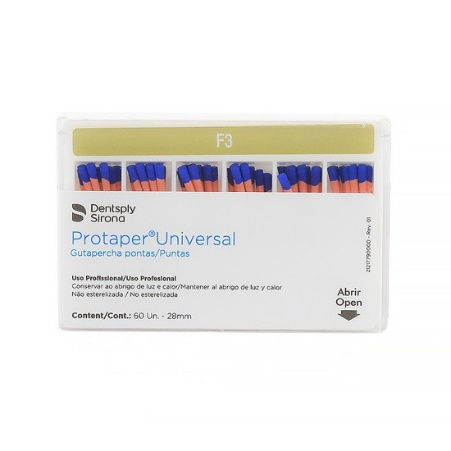 F3
Dentsply
Sirona
Protaper®Universal
Gutapercha pontas/Puntas
Uso Profissional/Uso Profesional
Conservar ao abrigo de luz e calor/Mantener al abrigo de luz y calor
Não esterelizada / No esterelizada
Content/Cont.: 60 Un. - 28mm
Abrir
Open